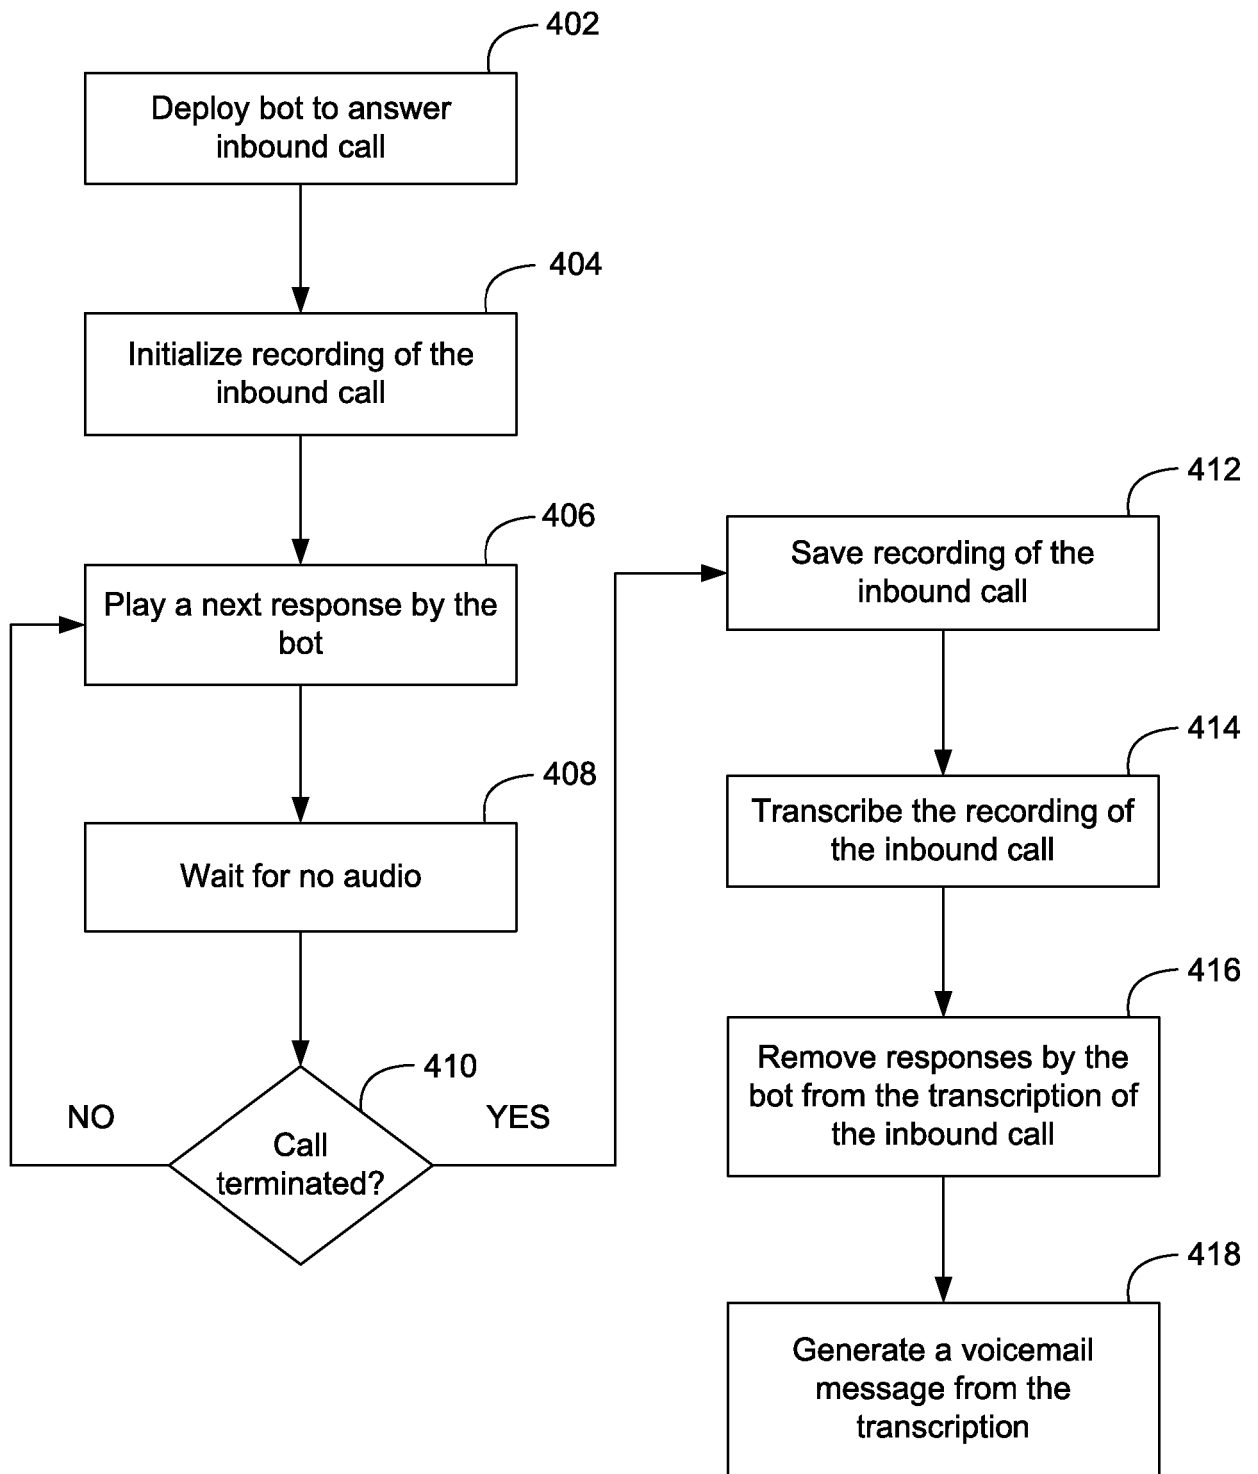 402
Deploy bot to answer
inbound call
404
Initialize recording of the
inbound call
406
Play a next response by the
bot
408
Wait for no audio
410
NO
YES
Call
terminated?
412
Save recording of the
inbound call
414
Transcribe the recording of
the inbound call
416
Remove responses by the
bot from the transcription of
the inbound call
418
Generate a voicemail
message from the
transcription